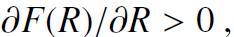 ∂F(R)/∂R > 0 ,